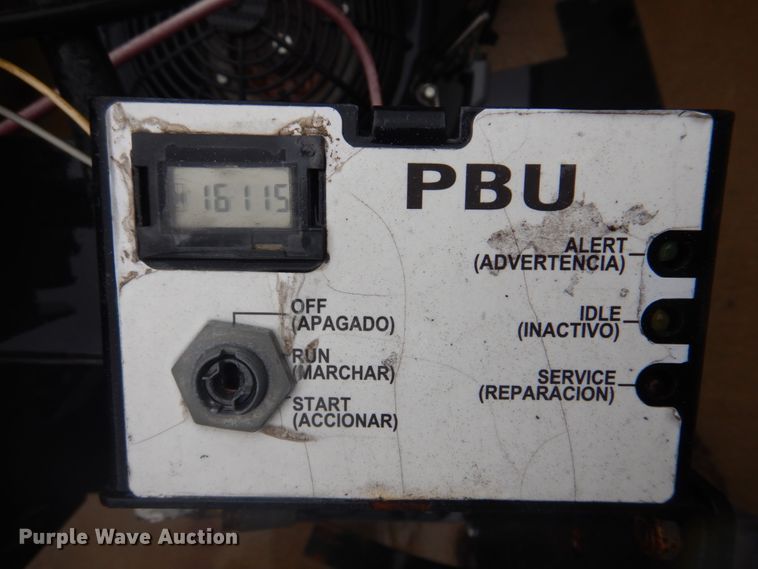 16115
PBU
ALERT
(ADVERTENCIA)
IDLE
(INACTIVO)
SERVICE
(REPARACION)
OFF
(APAGADO)
RUN
(MARCHAR)
START
(ACCIONAR)
Purple Wave Auction